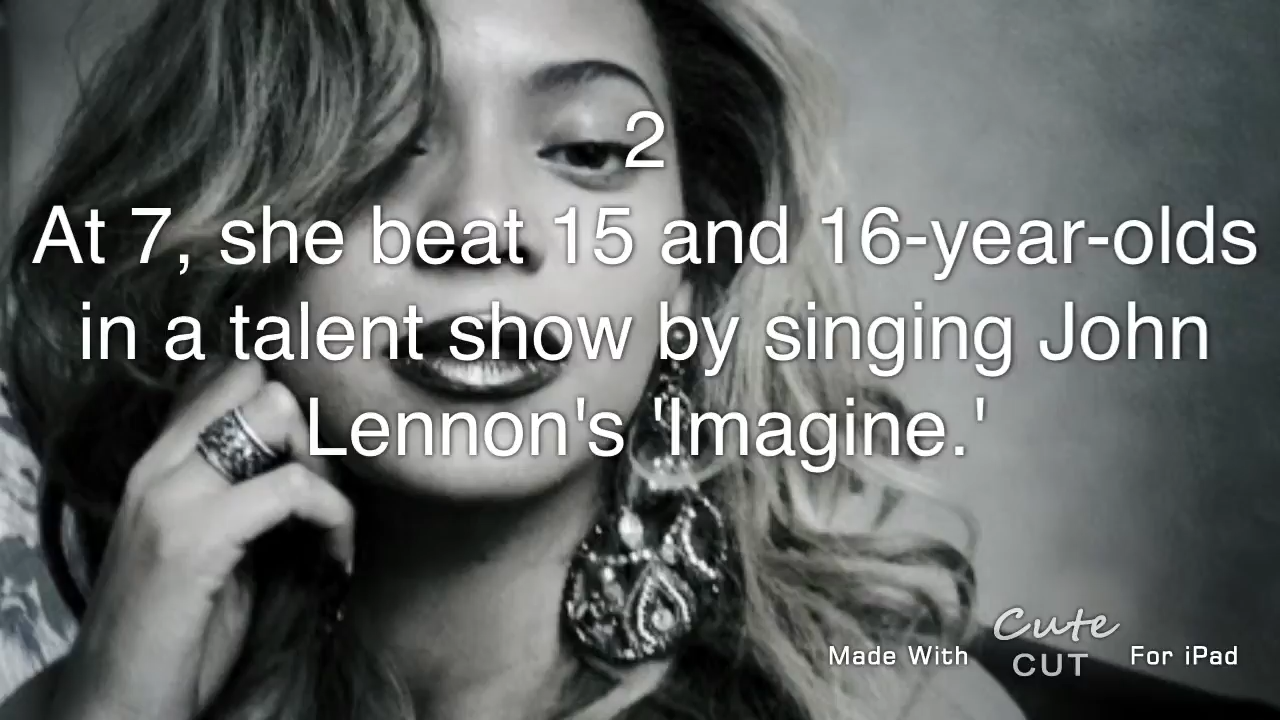 2
At 7, she beat 15 and 16-year-olds
in a talent show by singing John
Lennon's 'Imagine.'
Made With Cute CUT For iPad